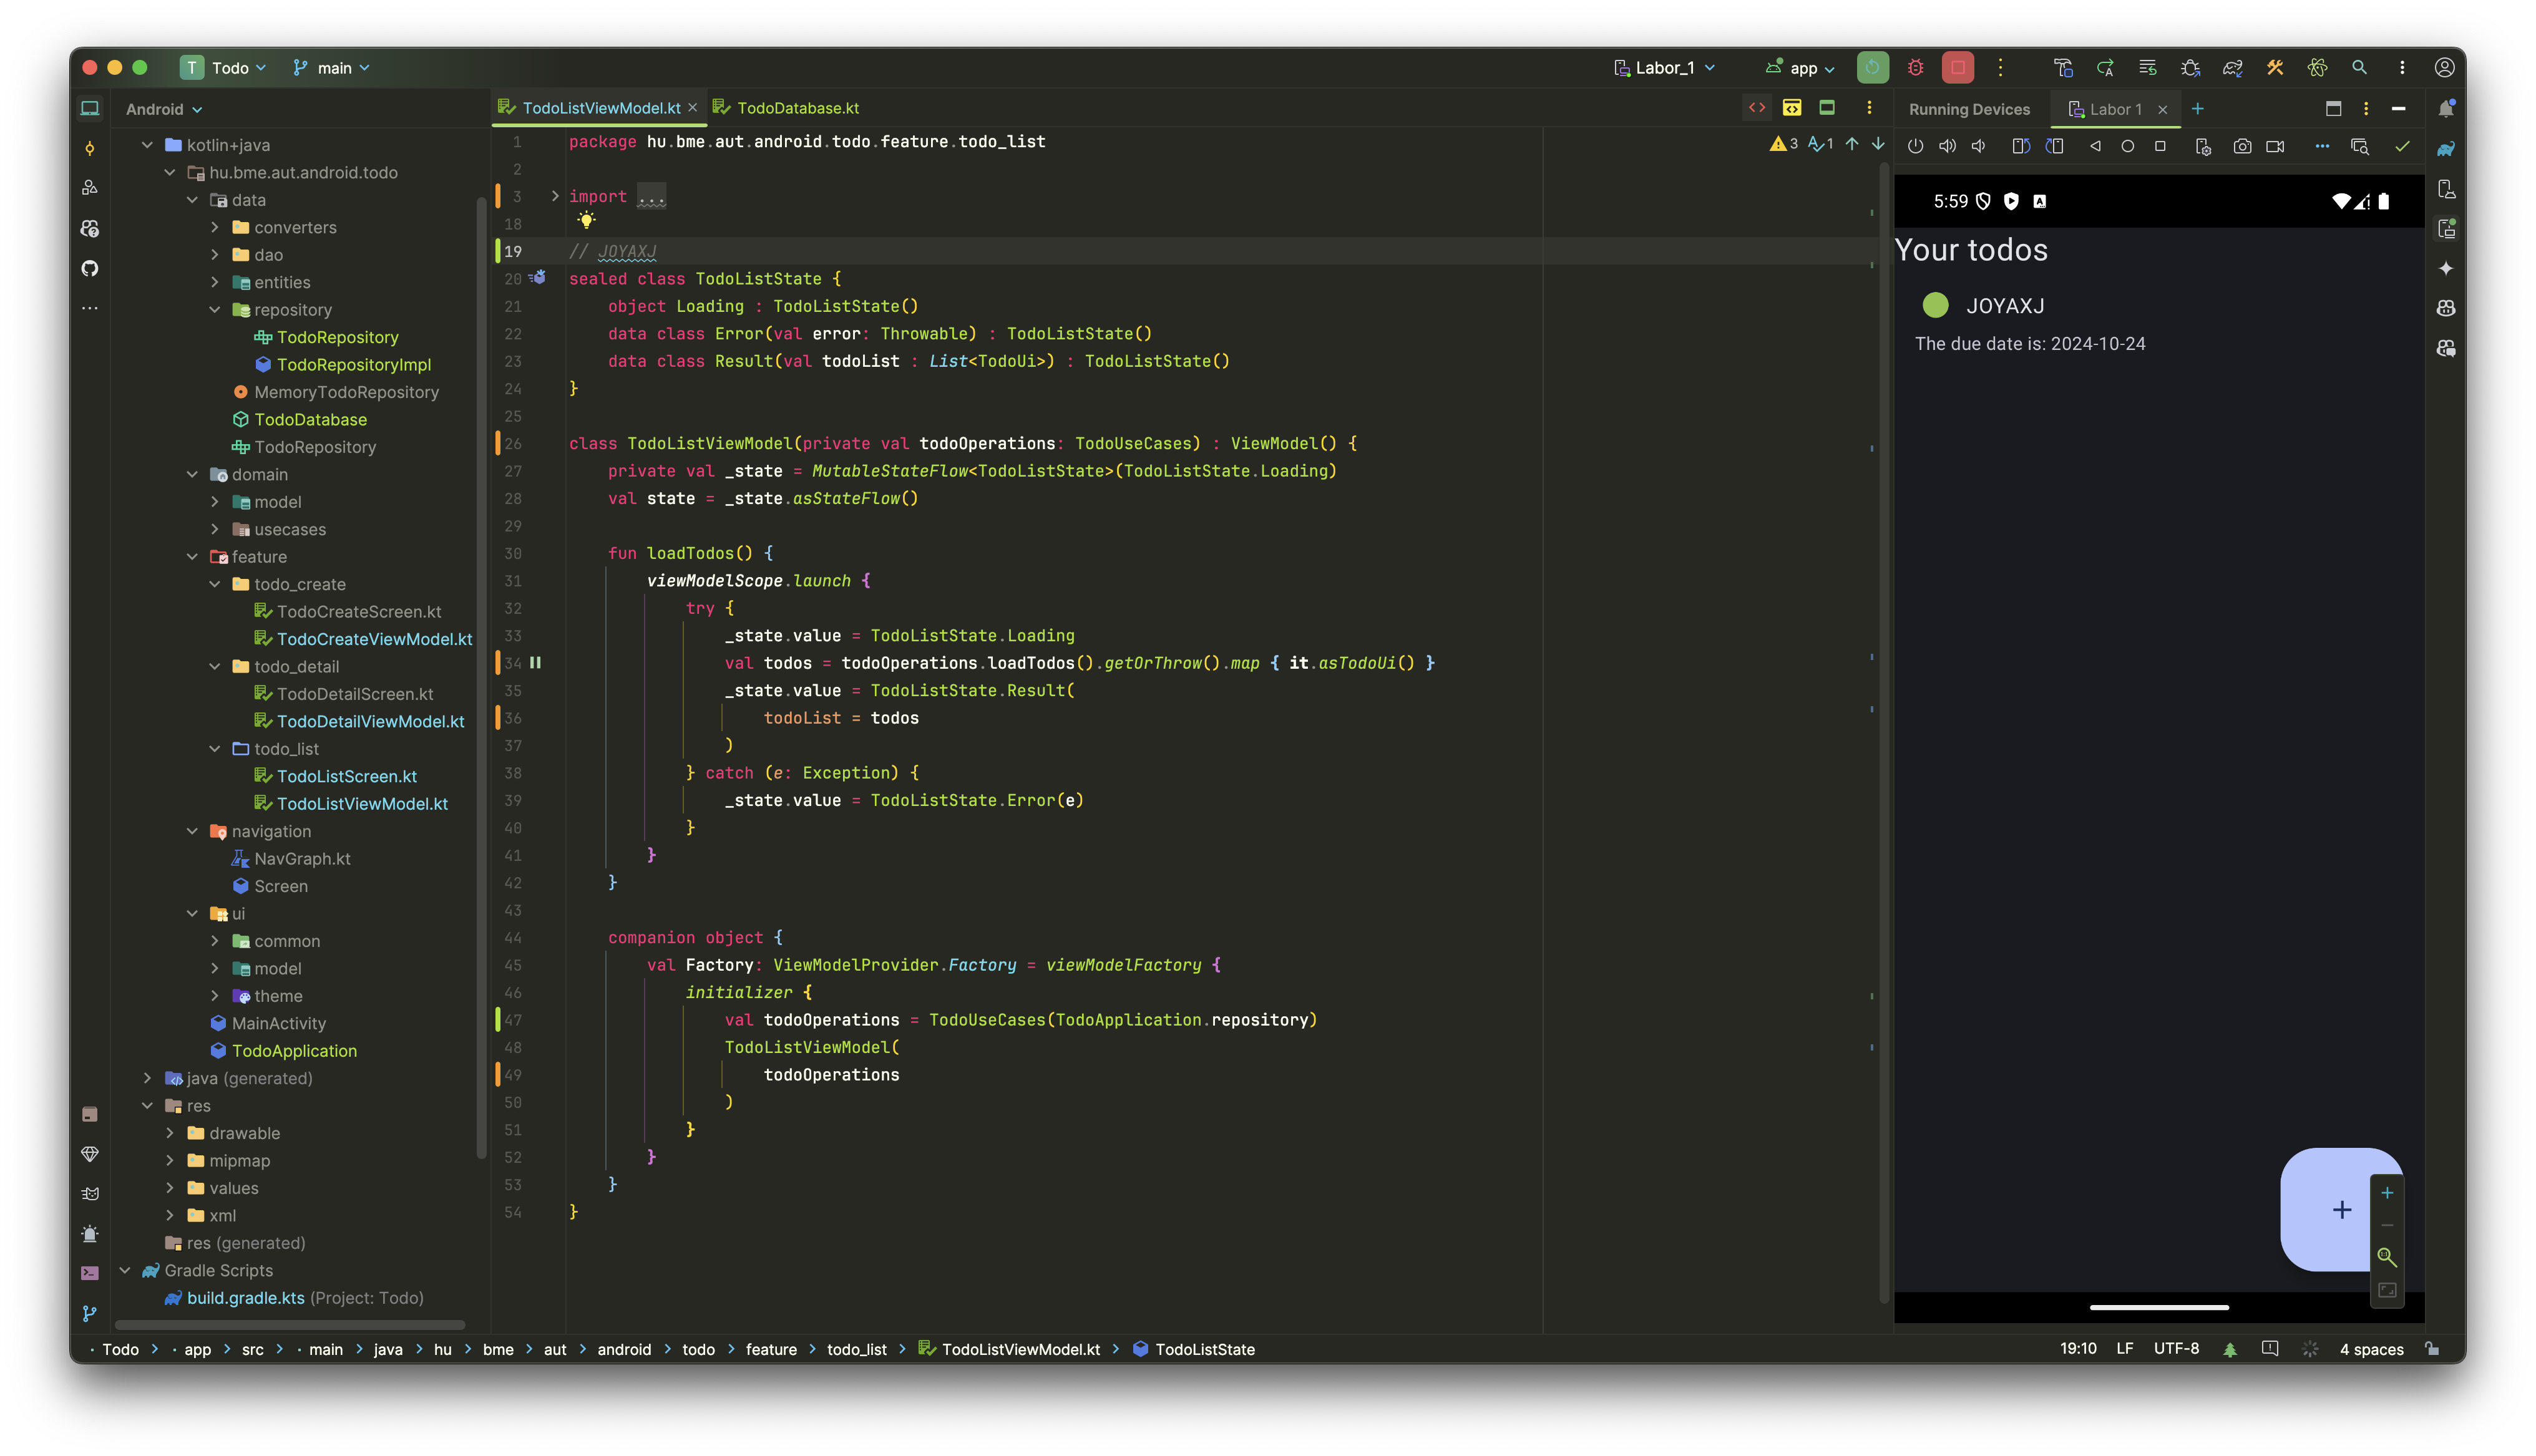 T Todo main Labor_1 app
Android
kotlin+java
hu.bme.aut.android.todo
data
converters
dao
entities
repository
TodoRepository
TodoRepositoryImpl
MemoryTodoRepository
TodoDatabase
TodoRepository
domain
model
usecases
feature
todo_create
TodoCreateScreen.kt
TodoCreateViewModel.kt
todo_detail
TodoDetailScreen.kt
TodoDetailViewModel.kt
todo_list
TodoListScreen.kt
TodoListViewModel.kt
navigation
NavGraph.kt
Screen
ui
common
model
theme
MainActivity
TodoApplication
java (generated)
res
drawable
mipmap
values
xml
res (generated)
Gradle Scripts
build.gradle.kts (Project: Todo)
TodoListViewModel.kt TodoDatabase.kt
3 1
1 package hu.bme.aut.android.todo.feature.todo_list
2
3 import ...
18
19 // JOYAXJ
20 sealed class TodoListState {
21 object Loading : TodoListState()
22 data class Error(val error: Throwable) : TodoListState()
23 data class Result(val todoList : List<TodoUi>) : TodoListState()
24 }
25
26 class TodoListViewModel(private val todoOperations: TodoUseCases) : ViewModel() {
27 private val _state = MutableStateFlow<TodoListState>(TodoListState.Loading)
28 val state = _state.asStateFlow()
29
30 fun loadTodos() {
31 viewModelScope.launch {
32 try {
33 _state.value = TodoListState.Loading
34 val todos = todoOperations.loadTodos().getOrThrow().map { it.asTodoUi() }
35 _state.value = TodoListState.Result(
36 todoList = todos
37 )
38 } catch (e: Exception) {
39 _state.value = TodoListState.Error(e)
40 }
41 }
42 }
43
44 companion object {
45 val Factory: ViewModelProvider.Factory = viewModelFactory {
46 initializer {
47 val todoOperations = TodoUseCases(TodoApplication.repository)
48 TodoListViewModel(
49 todoOperations
50 )
51 }
52 }
53 }
54 }
Running Devices Labor 1
5:59
Your todos
JOYAXJ
The due date is: 2024-10-24
+
Todo > app > src > main > java > hu > bme > aut > android > todo > feature > todo_list > TodoListViewModel.kt > TodoListState
19:10 LF UTF-8 4 spaces